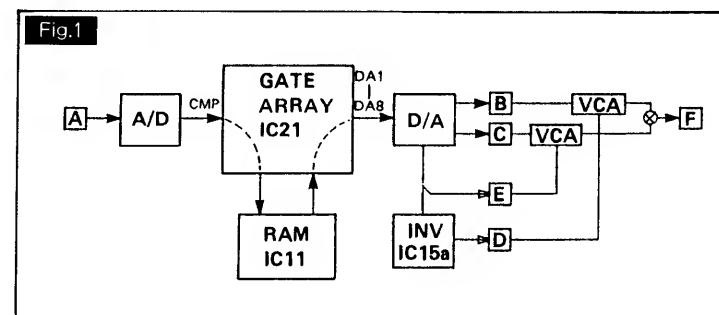 Fig.1
A
A/D
CMP
GATE
ARRAY
IC21
RAM
IC11
DA1
DA8
D/A
B
C
E
INV
IC15a
D
VCA
VCA
F